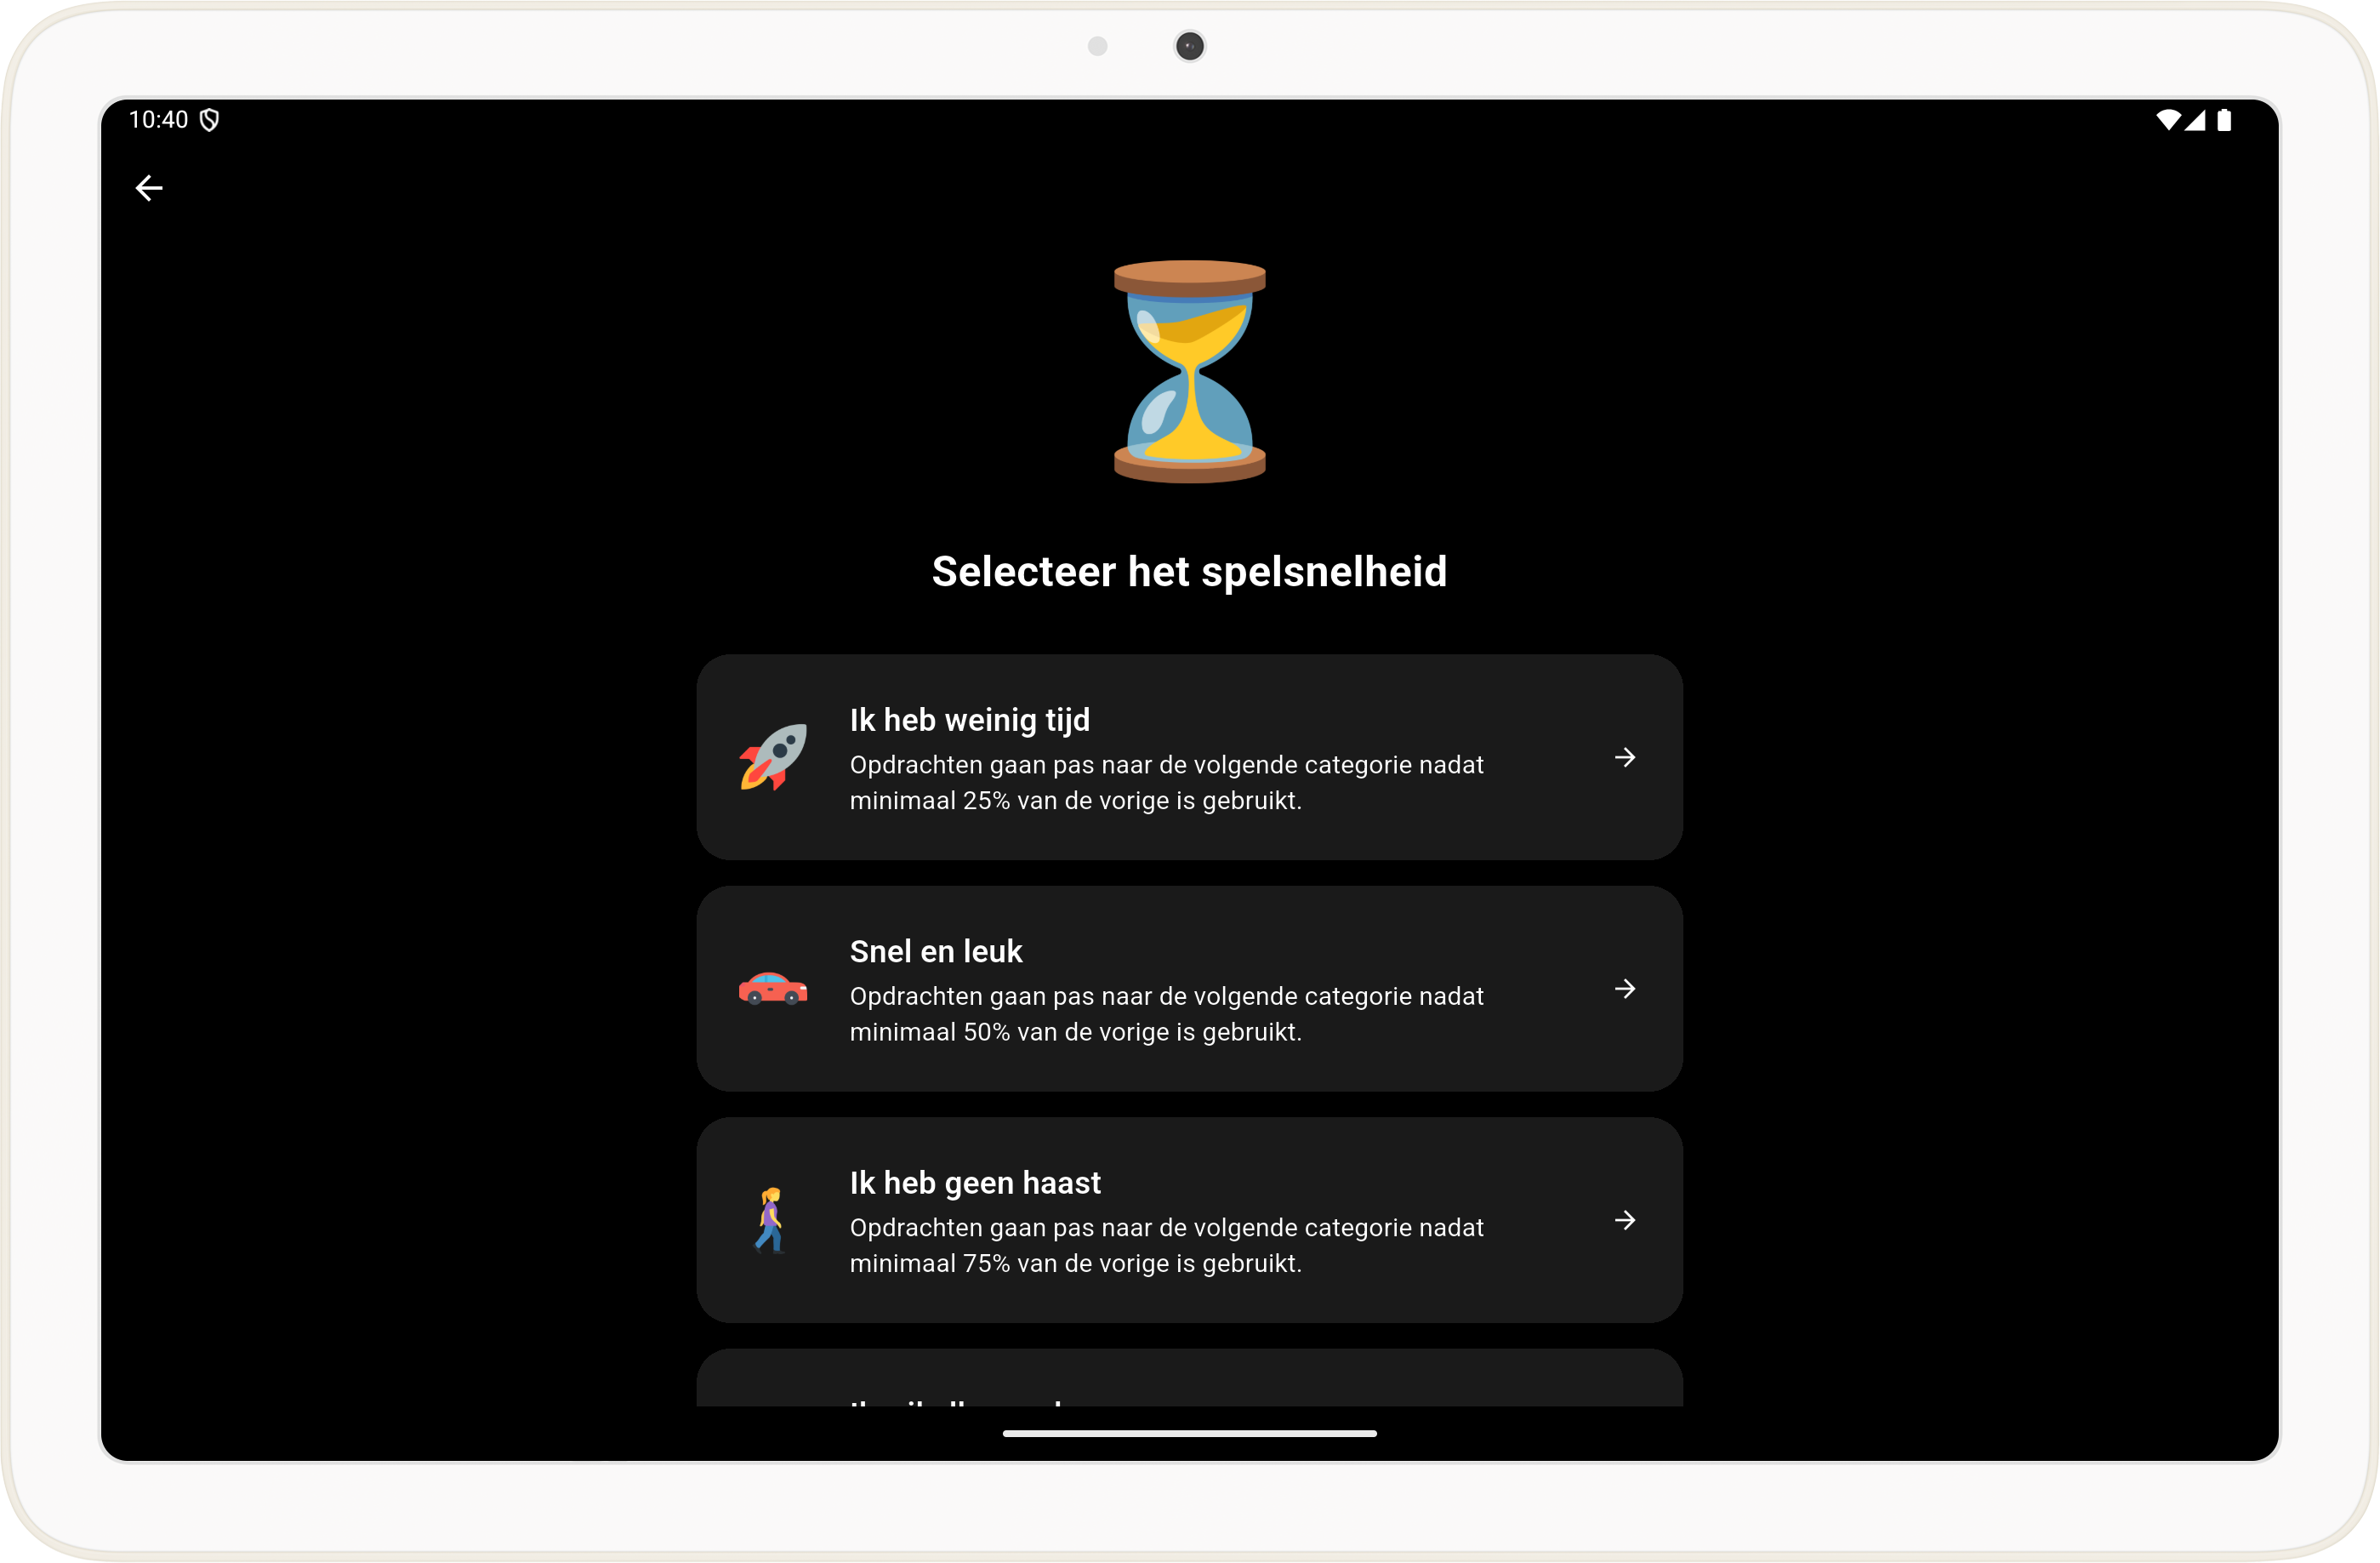 10:40
Selecteer het spelsnelheid
Ik heb weinig tijd
Opdrachten gaan pas naar de volgende categorie nadat
minimaal 25% van de vorige is gebruikt.
Snel en leuk
Opdrachten gaan pas naar de volgende categorie nadat
minimaal 50% van de vorige is gebruikt.
Ik heb geen haast
Opdrachten gaan pas naar de volgende categorie nadat
minimaal 75% van de vorige is gebruikt.